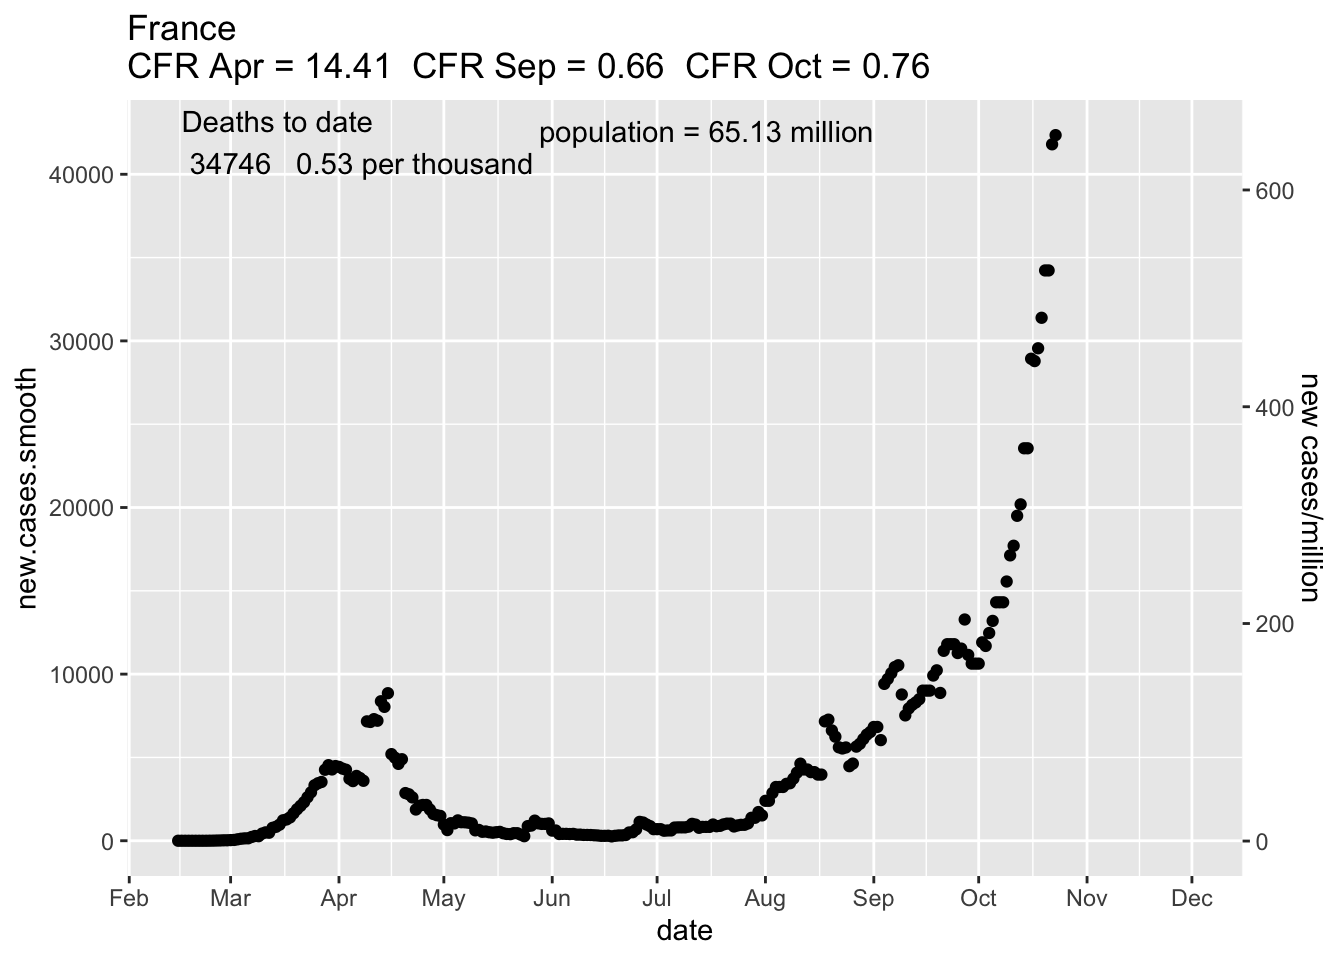 France
CFR Apr = 14.41  CFR Sep = 0.66  CFR Oct = 0.76
Deaths to date
34746   0.53 per thousand
population = 65.13 million
40000
30000
20000
10000
0
new.cases.smooth
600
400
200
0
new cases/million
Feb Mar Apr May Jun Jul Aug Sep Oct Nov Dec
date